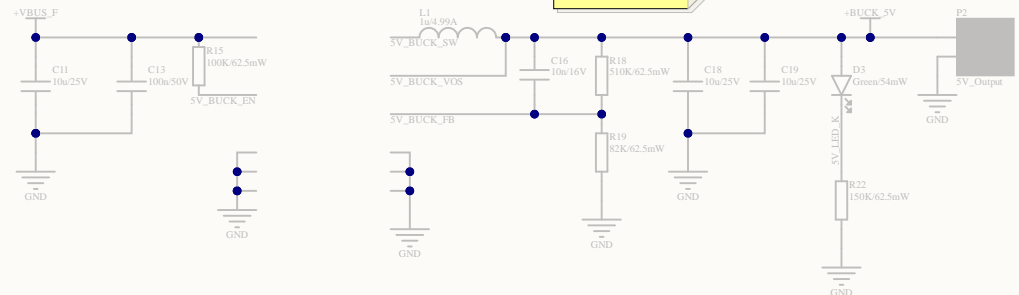 +VBUS_F
C11
10u/25V
C13
100n/50V
R15
100K/62.5mW
5V_BUCK_EN
GND
GND
L1
1u/4.99A
5V_BUCK_SW
5V_BUCK_VOS
5V_BUCK_FB
C16
10n/16V
R18
510K/62.5mW
R19
82K/62.5mW
GND
GND
C18
10u/25V
C19
10u/25V
GND
+BUCK_5V
D3
Green/54mW
5V_LED_K
R22
150K/62.5mW
GND
P2
5V_Output
GND